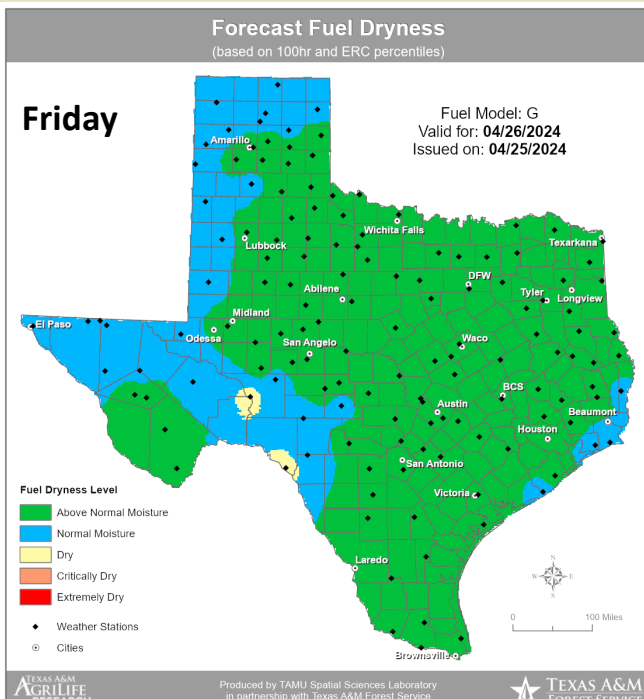 Forecast Fuel Dryness
(based on 100hr and ERC percentiles)
Friday
Fuel Model: G
Valid for: 04/26/2024
Issued on: 04/25/2024
Amarillo
Wichita Falls
Texarkana
Lubbock
DFW
Abilene
Tyler
Longview
Midland
El Paso
Odessa
San Angelo
Waco
BCS
Austin
Beaumont
Houston
San Antonio
Victoria
Laredo
Brownsville
Fuel Dryness Level
Above Normal Moisture
Normal Moisture
Dry
Critically Dry
Extremely Dry
Weather Stations
Cities
N
W E
S
0 100 Miles
TEXAS A&M
AGRILIFE
RESEARCH
Produced by TAMU Spatial Sciences Laboratory
in partnership with Texas A&M Forest Service
TEXAS A&M
FOREST SERVICE